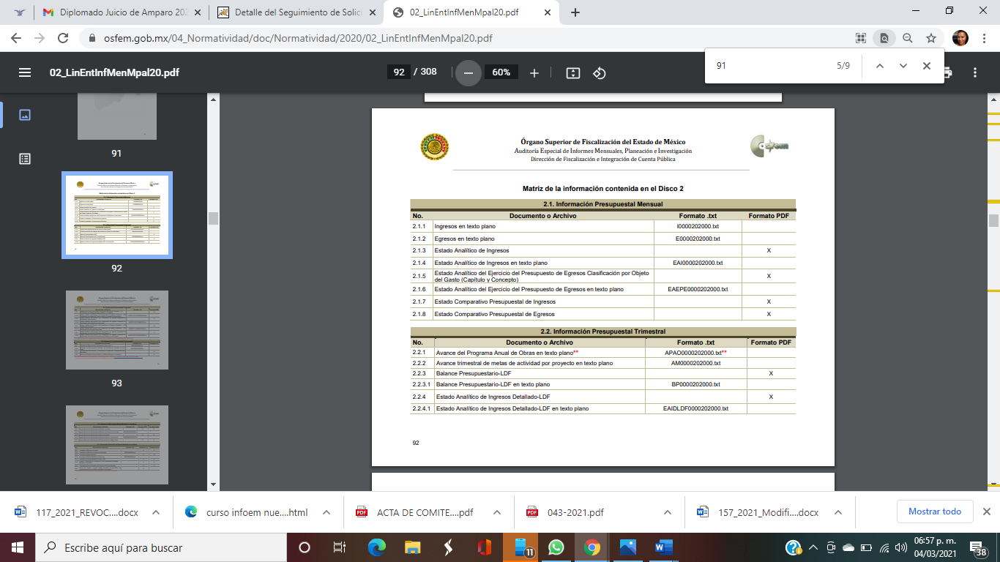 Diplomado Juicio de Amparo 202
Detalle del Seguimiento de Solici
02_LinEntInfMenMpal20.pdf
osfem.gob.mx/04_Normatividad/doc/Normatividad/2020/02_LinEntInfMenMpal20.pdf
91 5/9
02_LinEntInfMenMpal20.pdf
92 / 308
60%
91
92
93
Órgano Superior de Fiscalización del Estado de México
Auditoría Especial de Informes Mensuales, Planeación e Investigación
Dirección de Fiscalización e Integración de Cuenta Pública
osfem
Matriz de la información contenida en el Disco 2
2.1. Información Presupuestal Mensual
No. Documento o Archivo Formato .txt Formato PDF
2.1.1 Ingresos en texto plano I0000202000.txt
2.1.2 Egresos en texto plano E0000202000.txt
2.1.3 Estado Analítico de Ingresos X
2.1.4 Estado Analítico de Ingresos en texto plano EAI0000202000.txt
2.1.5 Estado Analítico del Ejercicio del Presupuesto de Egresos Clasificación por Objeto
del Gasto (Capítulo y Concepto) X
2.1.6 Estado Analítico del Ejercicio del Presupuesto de Egresos en texto plano EAEPE0000202000.txt
2.1.7 Estado Comparativo Presupuestal de Ingresos X
2.1.8 Estado Comparativo Presupuestal de Egresos X
2.2. Información Presupuestal Trimestral
No. Documento o Archivo Formato .txt Formato PDF
2.2.1 Avance del Programa Anual de Obras en texto plano** APAO0000202000.txt**
2.2.2 Avance trimestral de metas de actividad por proyecto en texto plano AM0000202000.txt
2.2.3 Balance Presupuestario-LDF X
2.2.3.1 Balance Presupuestario-LDF en texto plano BP0000202000.txt
2.2.4 Estado Analítico de Ingresos Detallado-LDF X
2.2.4.1 Estado Analítico de Ingresos Detallado-LDF en texto plano EAIDLDF0000202000.txt
92
117_2021_REVOC....docx
curso infoem nue....html
ACTA DE COMITE....pdf
043-2021.pdf
157_2021_Modifi....docx
Mostrar todo
Escribe aquí para buscar
11
06:57 p. m.
04/03/2021
38